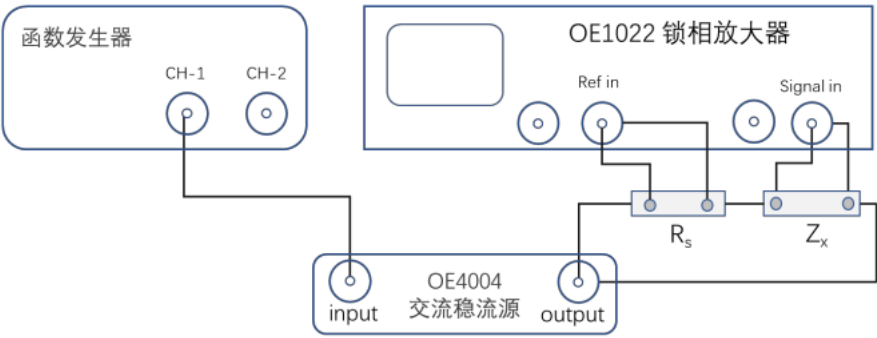 函数发生器
CH-1
CH-2
OE1022 锁相放大器
Ref in
Signal in
Rs
Zx
OE4004
交流稳流源
input
output